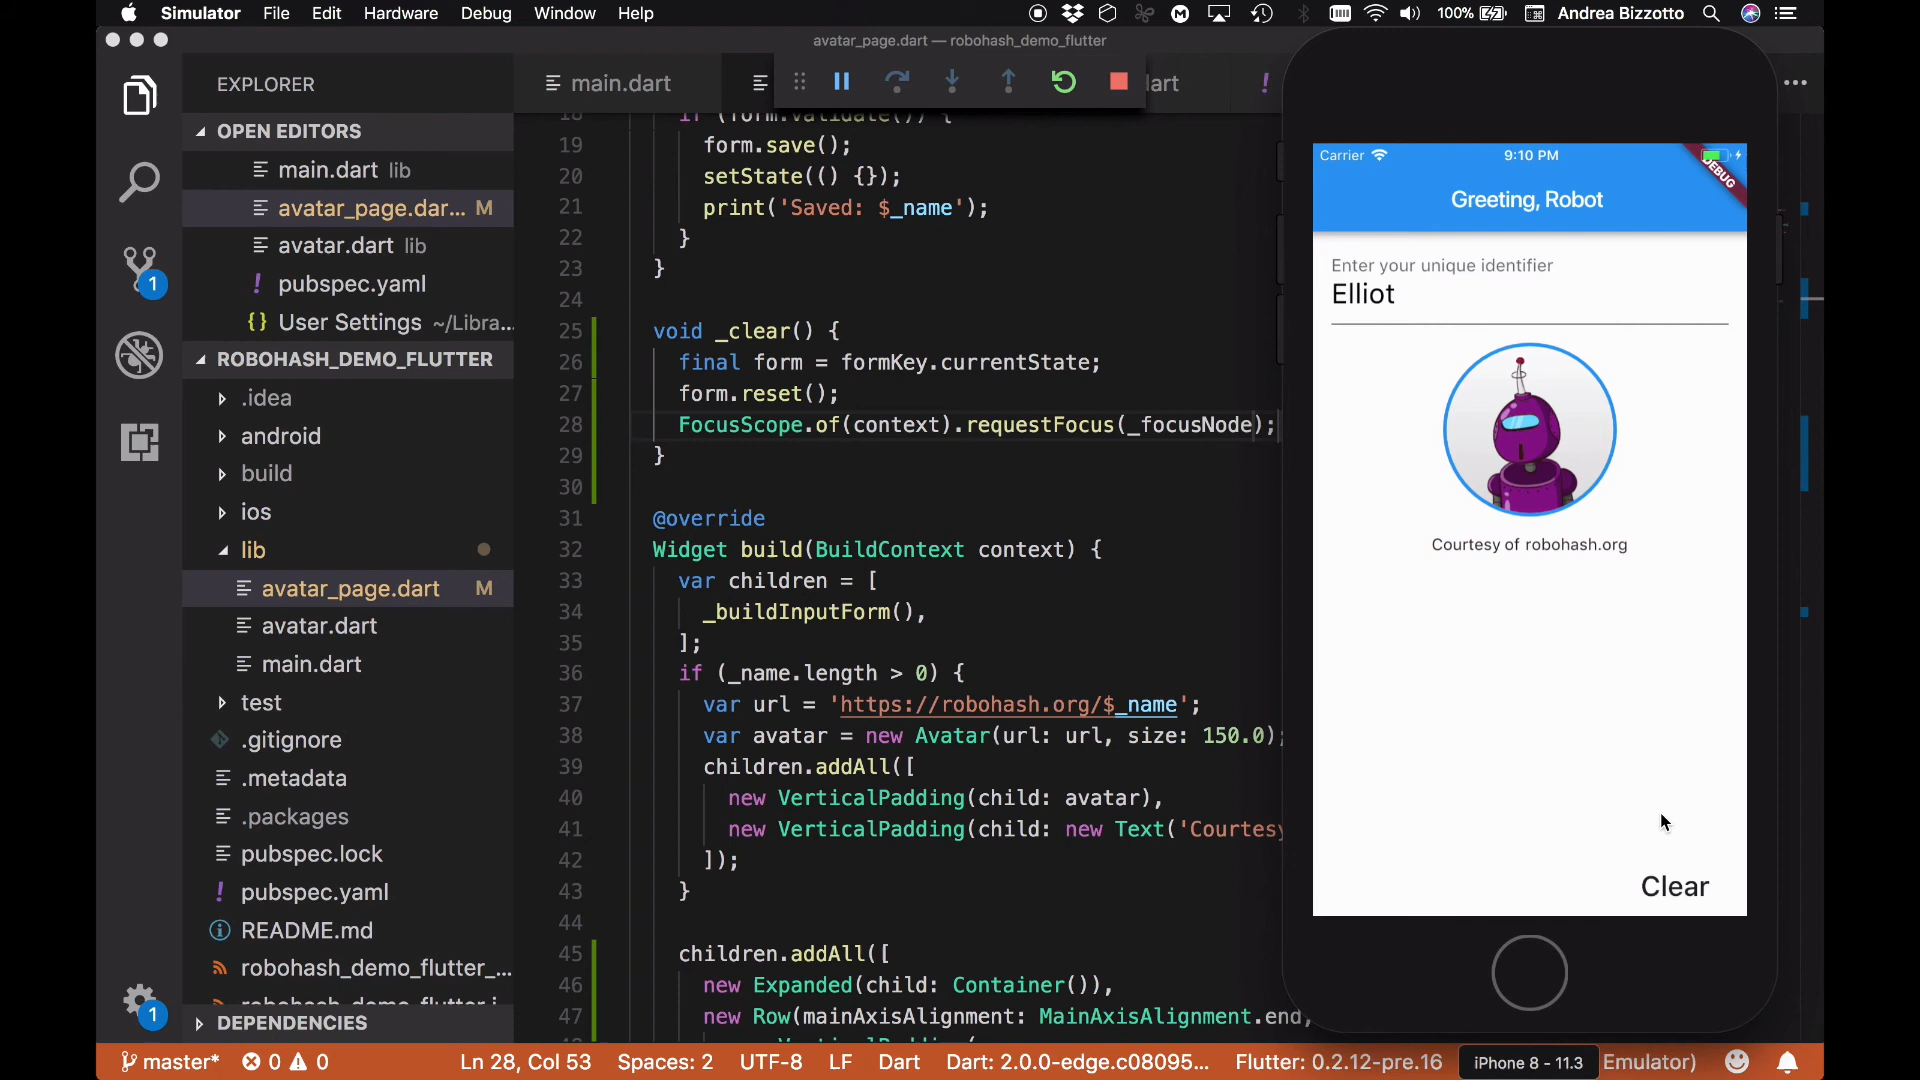 Simulator File Edit Hardware Debug Window Help 100% Andrea Bizzotto
avatar_page.dart — robohash_demo_flutter
EXPLORER
OPEN EDITORS
main.dart lib
avatar_page.dar... M
avatar.dart lib
! pubspec.yaml
{} User Settings ~/Libra...
ROBOHASH_DEMO_FLUTTER
.idea
android
build
ios
lib
avatar_page.dart M
avatar.dart
main.dart
test
.gitignore
.metadata
.packages
pubspec.lock
! pubspec.yaml
README.md
robohash_demo_flutter_...
robohash_demo_flutter.i
DEPENDENCIES
1
1
main.dart
lart
!
18 if (form.validate()) {
19 form.save();
20 setState(() {});
21 print('Saved: $_name');
22 }
23 }
24
25 void _clear() {
26 final form = formKey.currentState;
27 form.reset();
28 FocusScope.of(context).requestFocus(_focusNode);
29 }
30
31 @override
32 Widget build(BuildContext context) {
33 var children = [
34 _buildInputForm(),
35 ];
36 if (_name.length > 0) {
37 var url = 'https://robohash.org/$_name';
38 var avatar = new Avatar(url: url, size: 150.0);
39 children.addAll([
40 new VerticalPadding(child: avatar),
41 new VerticalPadding(child: new Text('Courtesy
42 ]);
43 }
44
45 children.addAll([
46 new Expanded(child: Container()),
47 new Row(mainAxisAlignment: MainAxisAlignment.end,
Carrier 9:10 PM
DEBUG
Greeting, Robot
Enter your unique identifier
Elliot
Courtesy of robohash.org
Clear
master* 0 0 Ln 28, Col 53 Spaces: 2 UTF-8 LF Dart Dart: 2.0.0-edge.c08095... Flutter: 0.2.12-pre.16 iPhone 8 - 11.3 Emulator)